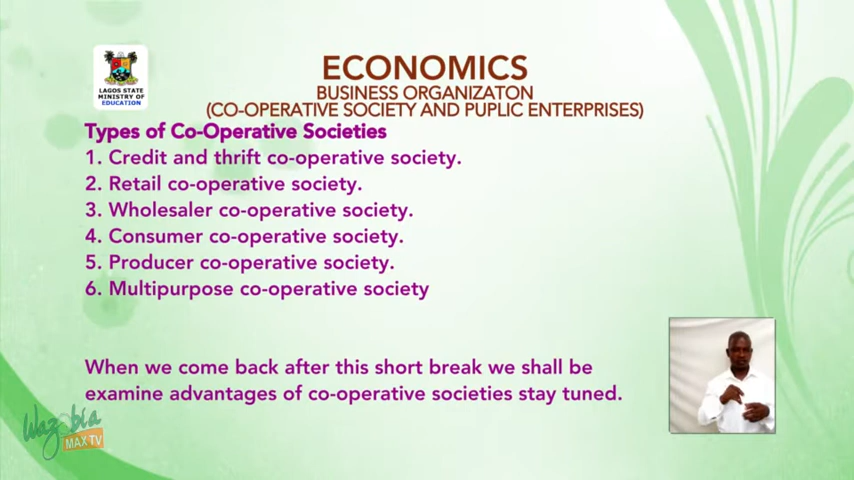 LAGOS STATE
MINISTRY OF
EDUCATION
ECONOMICS
BUSINESS ORGANIZATON
(CO-OPERATIVE SOCIETY AND PUPLIC ENTERPRISES)
Types of Co-Operative Societies
1. Credit and thrift co-operative society.
2. Retail co-operative society.
3. Wholesaler co-operative society.
4. Consumer co-operative society.
5. Producer co-operative society.
6. Multipurpose co-operative society
When we come back after this short break we shall be
examine advantages of co-operative societies stay tuned.
Wazobia
MAX TV